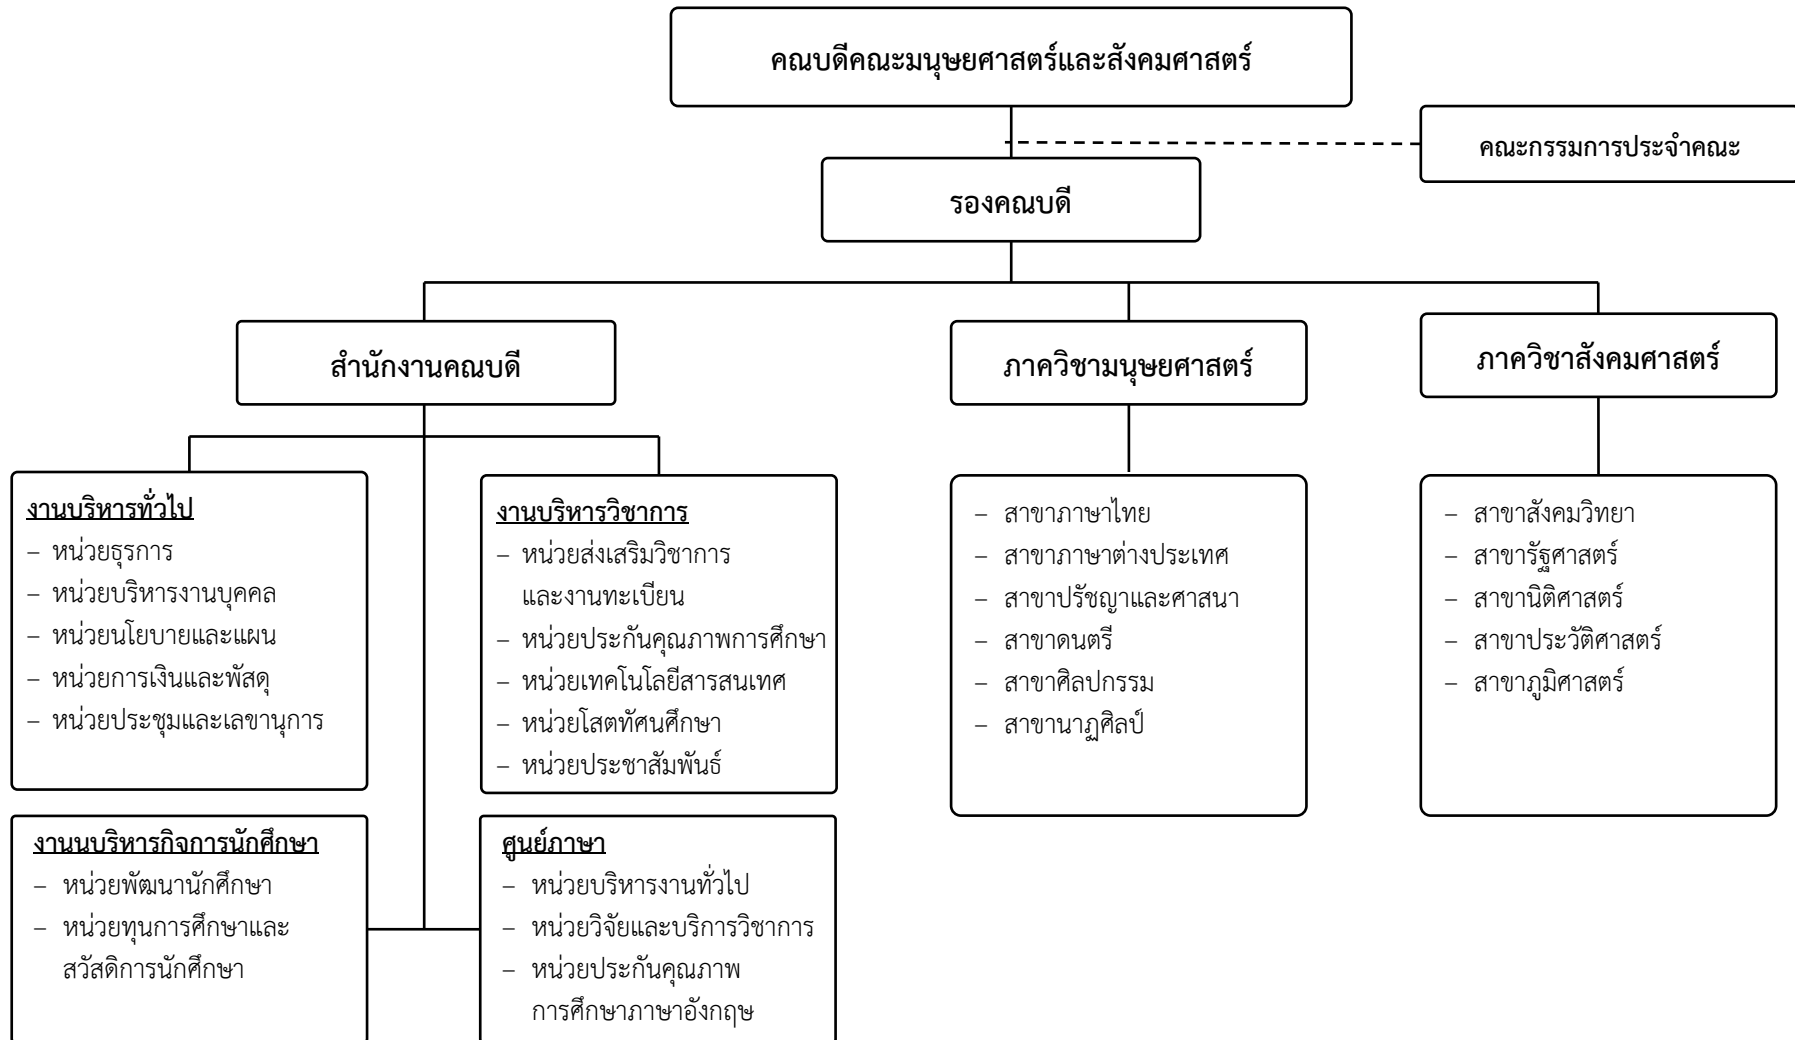 คณบดีคณะมนุษยศาสตร์และสังคมศาสตร์
คณะกรรมการประจำคณะ
รองคณบดี
สำนักงานคณบดี
ภาควิชามนุษยศาสตร์
ภาควิชาสังคมศาสตร์
งานบริหารทั่วไป
– หน่วยธุรการ
– หน่วยบริหารงานบุคคล
– หน่วยนโยบายและแผน
– หน่วยการเงินและพัสดุ
– หน่วยประชุมและเลขานุการ
งานบริหารวิชาการ
– หน่วยส่งเสริมวิชาการ
และงานทะเบียน
– หน่วยประกันคุณภาพการศึกษา
– หน่วยเทคโนโลยีสารสนเทศ
– หน่วยโสตทัศนศึกษา
– หน่วยประชาสัมพันธ์
– สาขาภาษาไทย
– สาขาภาษาต่างประเทศ
– สาขาปรัชญาและศาสนา
– สาขาดนตรี
– สาขาศิลปกรรม
– สาขานาฏศิลป์
– สาขาสังคมวิทยา
– สาขารัฐศาสตร์
– สาขานิติศาสตร์
– สาขาประวัติศาสตร์
– สาขาภูมิศาสตร์
งานนบริหารกิจการนักศึกษา
– หน่วยพัฒนานักศึกษา
– หน่วยทุนการศึกษาและ
สวัสดิการนักศึกษา
ศูนย์ภาษา
– หน่วยบริหารงานทั่วไป
– หน่วยวิจัยและบริการวิชาการ
– หน่วยประกันคุณภาพ
การศึกษาภาษาอังกฤษ